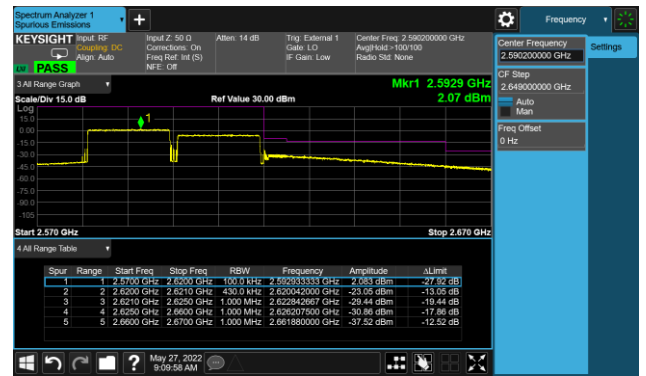 Spectrum Analyzer 1
Spurious Emissions
Frequency
KEYSIGHT
Input: RF
Coupling: DC
Align: Auto
Input Z: 50 Ω
Corrections: On
Freq Ref: Int (S)
NFE: Off
Atten: 14 dB
Trig: External 1
Gate: LO
IF Gain: Low
Center Freq: 2.590200000 GHz
Avg|Hold:>100/100
Radio Std: None
PASS
Center Frequency
2.590200000 GHz
Settings
CF Step
2.649000000 GHz
Auto
Man
Freq Offset
0 Hz
3 All Range Graph
Mkr1 2.5929 GHz
2.07 dBm
Scale/Div 15.0 dB
Ref Value 30.00 dBm
Log
15.0
0.00
-15.0
-30.0
-45.0
-60.0
-75.0
-90.0
-105
1
Start 2.570 GHz
Stop 2.670 GHz
4 All Range Table
Spur Range Start Freq Stop Freq RBW Frequency Amplitude ΔLimit
1 1 2.5700 GHz 2.6200 GHz 100.0 kHz 2.592933333 GHz 2.083 dBm -27.92 dB
2 2 2.6200 GHz 2.6210 GHz 430.0 kHz 2.620042000 GHz -23.05 dBm -13.05 dB
3 3 2.6210 GHz 2.6250 GHz 1.000 MHz 2.622842667 GHz -29.44 dBm -19.44 dB
4 4 2.6250 GHz 2.6600 GHz 1.000 MHz 2.626207500 GHz -30.86 dBm -17.86 dB
5 5 2.6600 GHz 2.6700 GHz 1.000 MHz 2.661880000 GHz -37.52 dBm -12.52 dB
May 27, 2022
9:09:58 AM